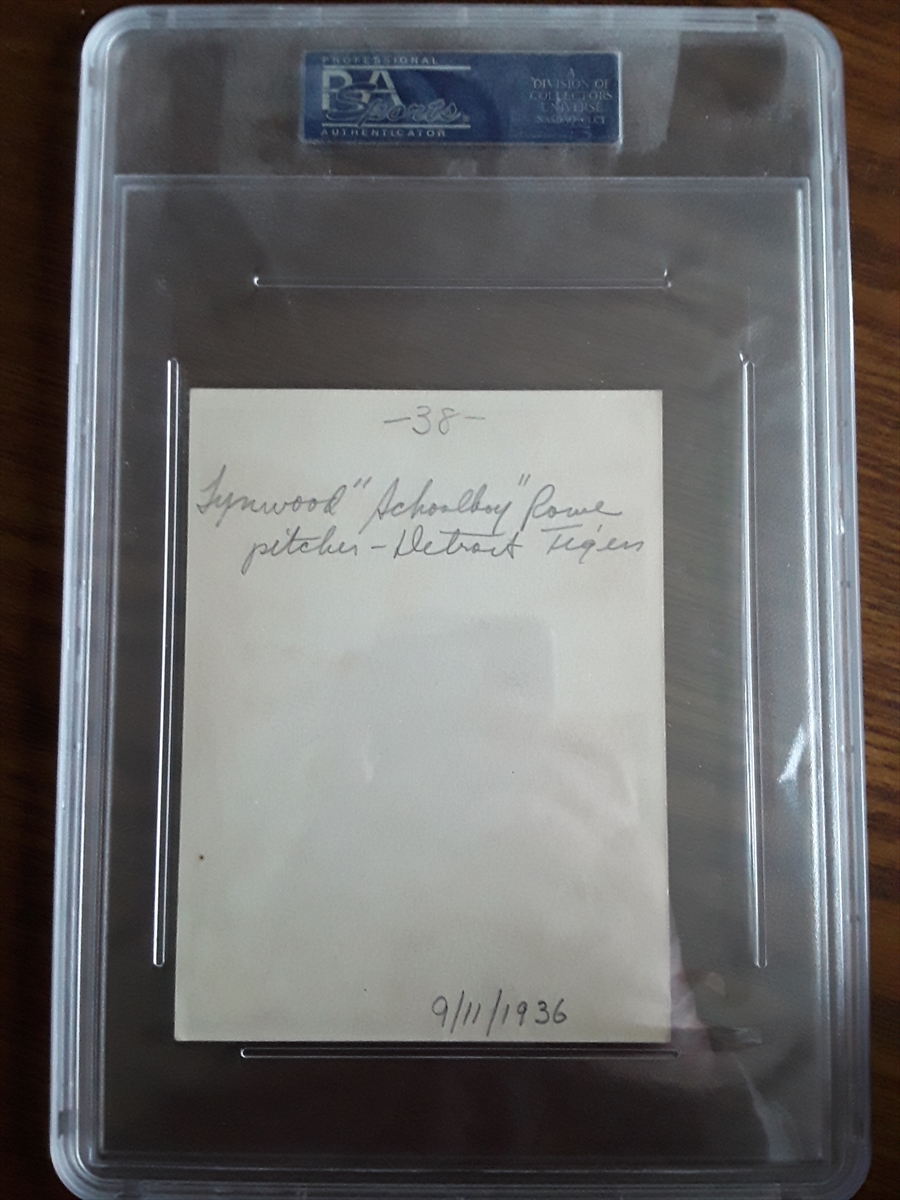 PROFESSIONAL
PSA
Sports
AUTHENTICATOR
A
DIVISION OF
COLLECTORS
UNIVERSE
-38-
Lynwood "Schoolboy" Rowe
pitcher - Detroit Tigers
9/11/1936